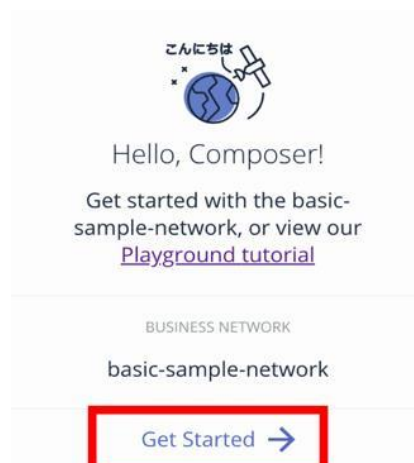 こんにちは
Hello, Composer!
Get started with the basic-
sample-network, or view our
Playground tutorial
BUSINESS NETWORK
basic-sample-network
Get Started →